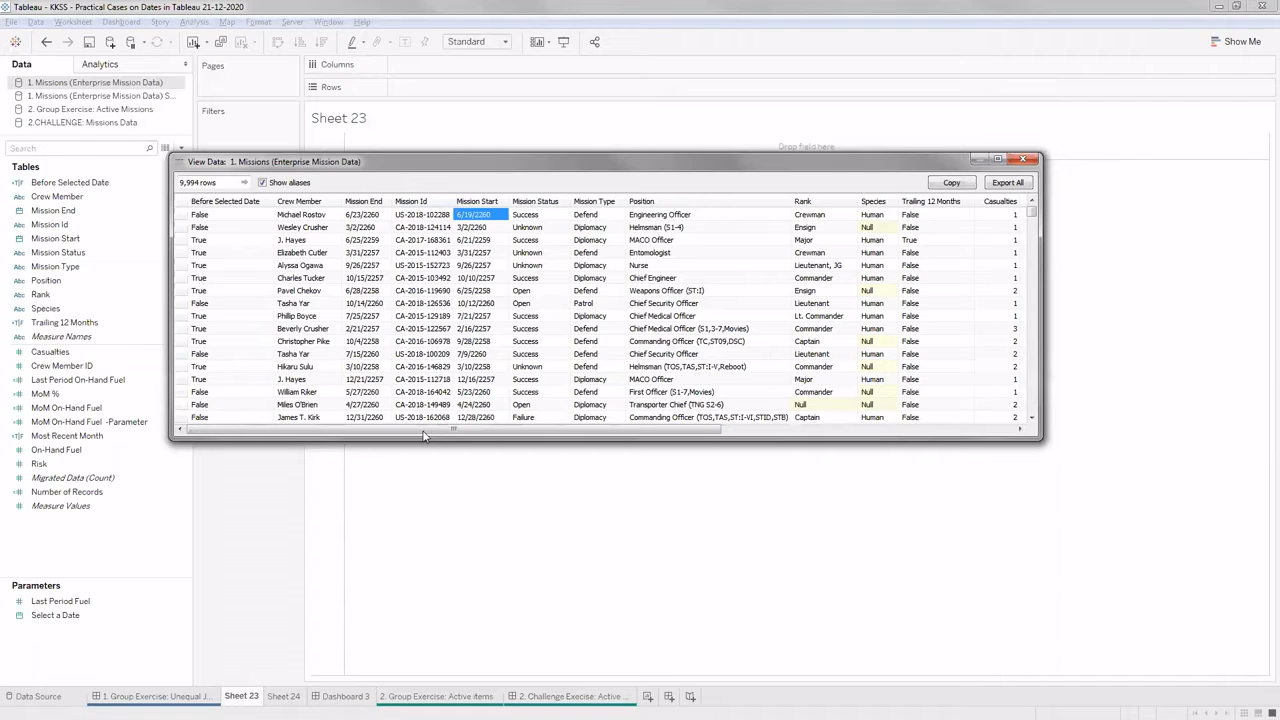 Tableau - KKSS - Practical Cases on Dates in Tableau 21-12-2020
File Data Worksheet Dashboard Story Analysis Map Format Server Window Help
Standard
Show Me
Data Analytics
Pages
Columns
Rows
Filters
Sheet 23
Drop field here
1. Missions (Enterprise Mission Data)
1. Missions (Enterprise Mission Data) S...
2. Group Exercise: Active Missions
2.CHALLENGE: Missions Data
Search
Tables
Before Selected Date
Crew Member
Mission End
Mission Id
Mission Start
Mission Status
Mission Type
Position
Rank
Species
Trailing 12 Months
Measure Names
Casualties
Crew Member ID
Last Period On-Hand Fuel
MoM %
MoM On-Hand Fuel
MoM On-Hand Fuel -Parameter
Most Recent Month
On-Hand Fuel
Risk
Migrated Data (Count)
Number of Records
Measure Values
Parameters
Last Period Fuel
Select a Date
View Data: 1. Missions (Enterprise Mission Data)
9,994 rows Show aliases Copy Export All
Before Selected Date Crew Member Mission End Mission Id Mission Start Mission Status Mission Type Position Rank Species Trailing 12 Months Casualties
False Michael Rostov 6/23/2260 US-2018-102288 6/19/2260 Success Defend Engineering Officer Crewman Human False 1
False Wesley Crusher 3/2/2260 CA-2018-124114 3/2/2260 Unknown Diplomacy Helmsman (S1-4) Ensign Null False 1
True J. Hayes 6/25/2259 CA-2017-168361 6/21/2259 Success Diplomacy MACO Officer Major Human True 1
True Elizabeth Cutler 3/31/2257 CA-2015-112403 3/31/2257 Unknown Defend Entomologist Crewman Human False 1
True Alyssa Ogawa 9/26/2257 US-2015-152723 9/26/2257 Unknown Diplomacy Nurse Lieutenant, JG Human False 1
True Charles Tucker 10/15/2257 CA-2015-103492 10/10/2257 Success Diplomacy Chief Engineer Commander Human False 1
True Pavel Chekov 6/28/2258 CA-2016-119690 6/25/2258 Open Defend Weapons Officer (ST:I) Ensign Null False 2
False Tasha Yar 10/14/2260 CA-2018-126536 10/12/2260 Open Patrol Chief Security Officer Lieutenant Human False 1
True Phillip Boyce 7/25/2257 CA-2015-129189 7/21/2257 Success Defend Chief Medical Officer Lt. Commander Human False 1
True Beverly Crusher 2/21/2257 CA-2015-122567 2/16/2257 Success Defend Chief Medical Officer (S1,3-7,Movies) Commander Human False 3
True Christopher Pike 10/4/2258 CA-2016-106978 9/28/2258 Success Defend Commanding Officer (TC,ST09,DSC) Captain Null False 2
False Tasha Yar 7/15/2260 US-2018-100209 7/9/2260 Success Defend Chief Security Officer Lieutenant Human False 2
True Hikaru Sulu 3/10/2258 CA-2016-146829 3/10/2258 Unknown Defend Helmsman (TOS,TAS,ST:I-V,Reboot) Commander Null False 2
True J. Hayes 12/21/2257 CA-2015-112718 12/16/2257 Success Diplomacy MACO Officer Major Human False 1
False William Riker 5/27/2260 CA-2018-164042 5/23/2260 Success Defend First Officer (S1-7,Movies) Commander Null False 1
False Miles O'Brien 4/27/2260 CA-2018-149489 4/24/2260 Open Diplomacy Transporter Chief (TNG S2-6) Null Null False 2
False James T. Kirk 12/31/2260 US-2018-162068 12/28/2260 Failure Diplomacy Commanding Officer (TOS,TAS,ST:I-VI,STID,STB) Captain Human False 1
Data Source 1. Group Exercise: Unequal J... Sheet 23 Sheet 24 Dashboard 3 2. Group Exercise: Active items 2. Challenge Execise: Active ...